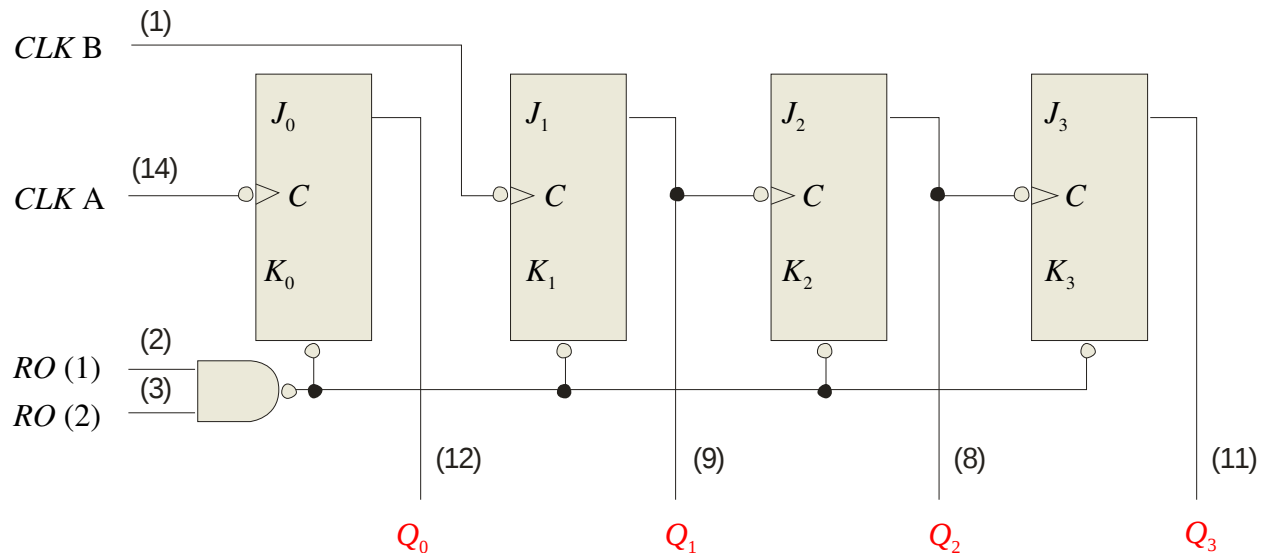 (1)
CLK B
J₀ J₁ J₂ J₃
(14)
CLK A C C C C
K₀ K₁ K₂ K₃
(2)
RO (1)
(3)
RO (2)
(12) (9) (8) (11)
Q₀ Q₁ Q₂ Q₃